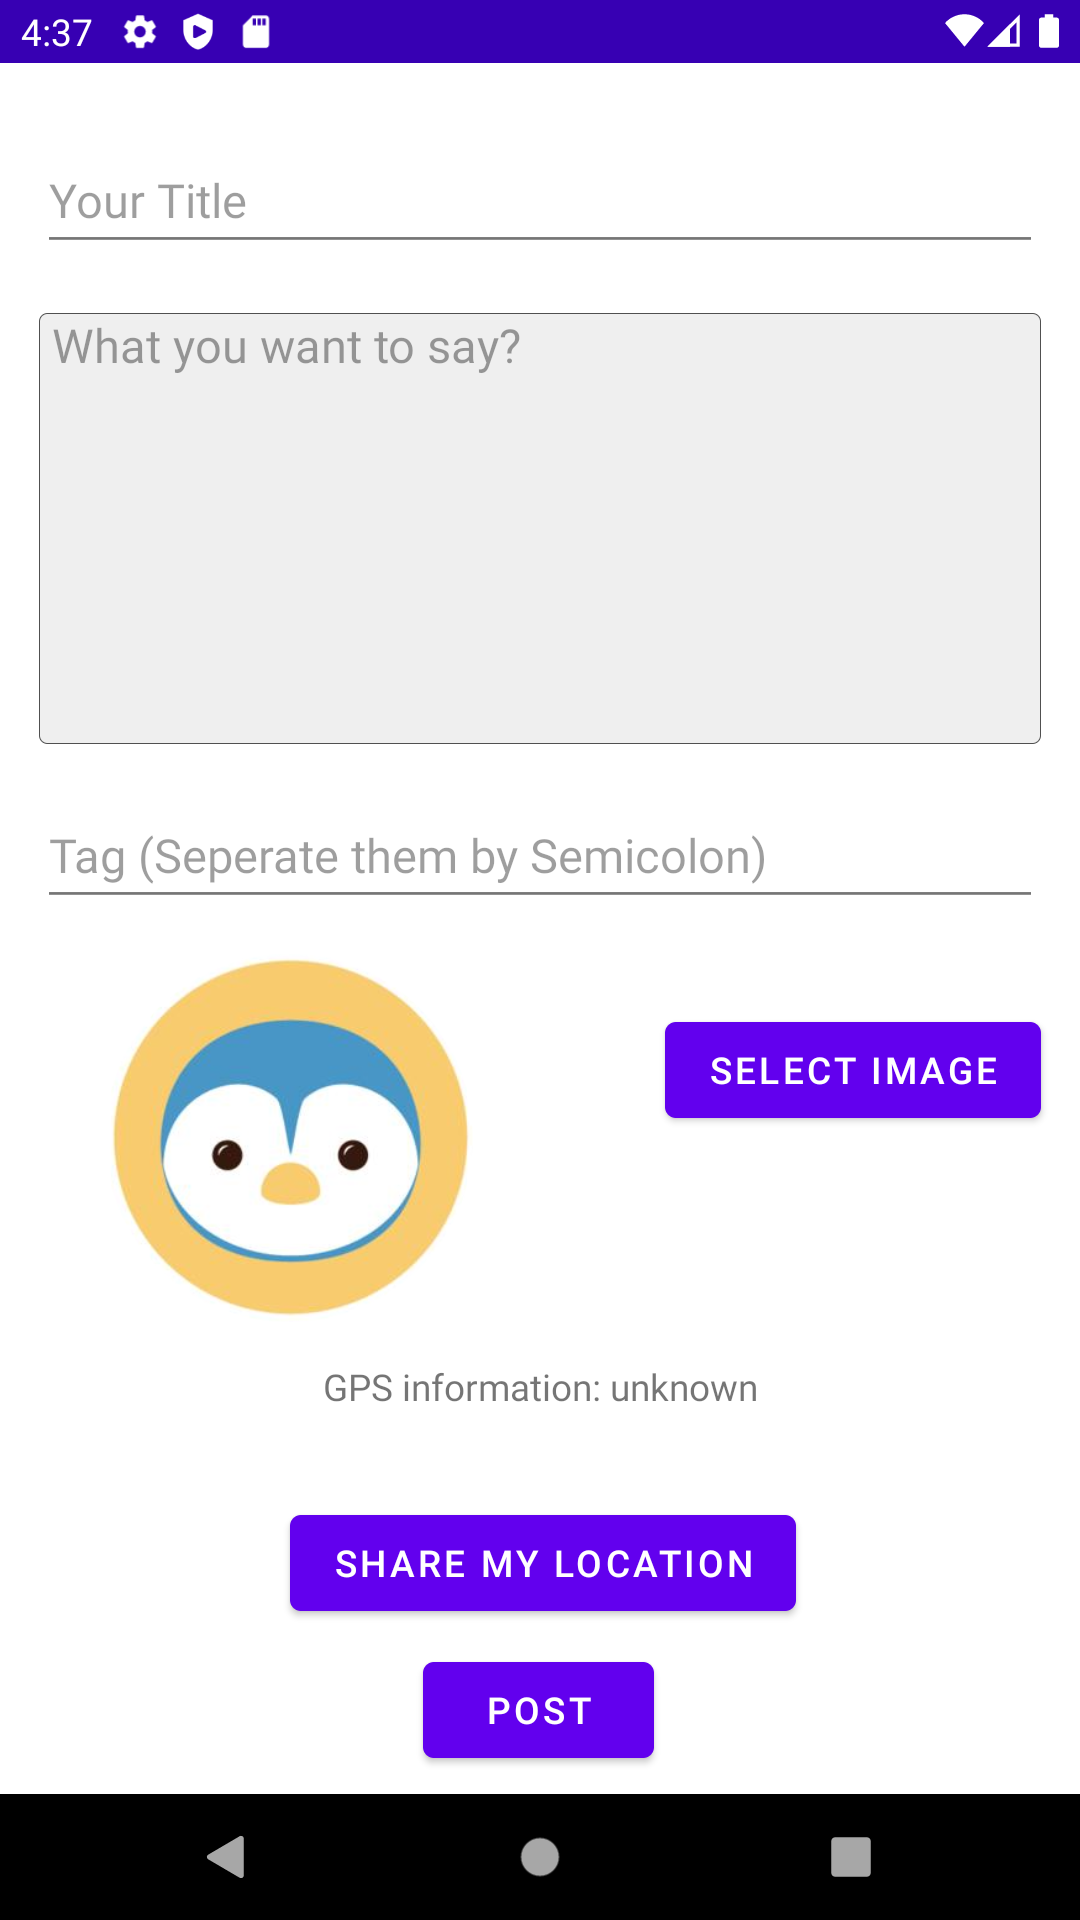 4:37
Your Title
What you want to say?
Tag (Seperate them by Semicolon)
SELECT IMAGE
GPS information: unknown
SHARE MY LOCATION
POST